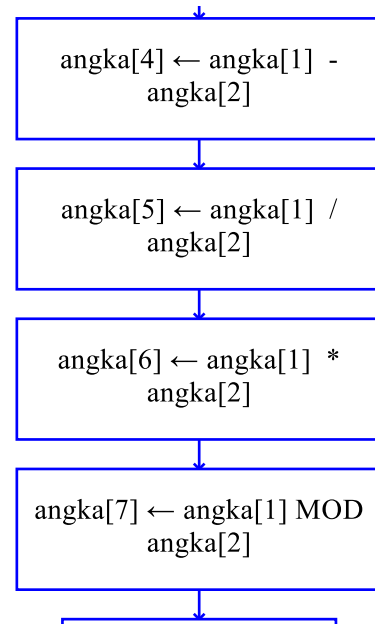 angka[4] ← angka[1] -
angka[2]
angka[5] ← angka[1] /
angka[2]
angka[6] ← angka[1] *
angka[2]
angka[7] ← angka[1] MOD
angka[2]